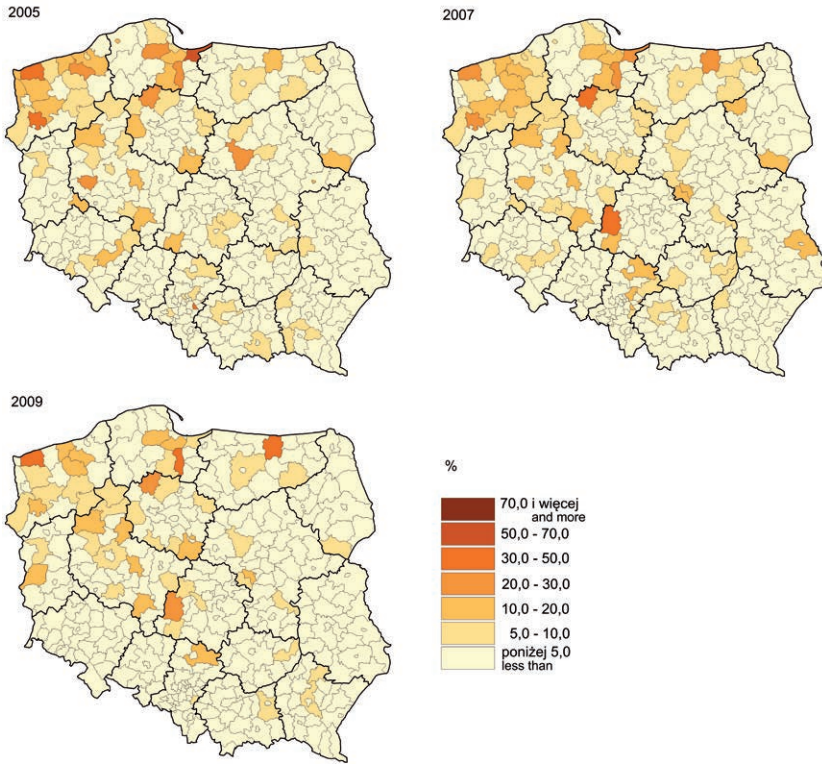 2005
2007
2009
%
70,0 i więcej
and more
50,0 - 70,0
30,0 - 50,0
20,0 - 30,0
10,0 - 20,0
5,0 - 10,0
poniżej 5,0
less than